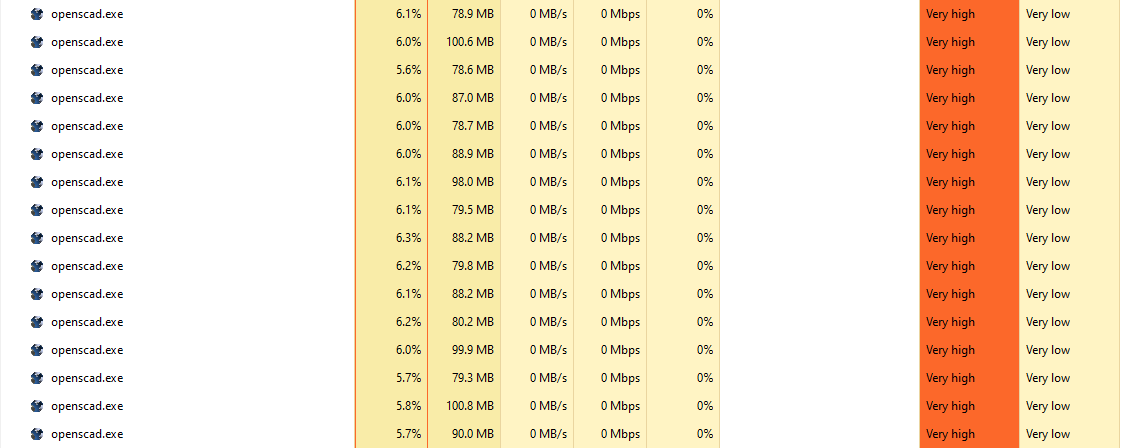 openscad.exe 6.1% 78.9 MB 0 MB/s 0 Mbps 0% Very high Very low
openscad.exe 6.0% 100.6 MB 0 MB/s 0 Mbps 0% Very high Very low
openscad.exe 5.6% 78.6 MB 0 MB/s 0 Mbps 0% Very high Very low
openscad.exe 6.0% 87.0 MB 0 MB/s 0 Mbps 0% Very high Very low
openscad.exe 6.0% 78.7 MB 0 MB/s 0 Mbps 0% Very high Very low
openscad.exe 6.0% 88.9 MB 0 MB/s 0 Mbps 0% Very high Very low
openscad.exe 6.1% 98.0 MB 0 MB/s 0 Mbps 0% Very high Very low
openscad.exe 6.1% 79.5 MB 0 MB/s 0 Mbps 0% Very high Very low
openscad.exe 6.3% 88.2 MB 0 MB/s 0 Mbps 0% Very high Very low
openscad.exe 6.2% 79.8 MB 0 MB/s 0 Mbps 0% Very high Very low
openscad.exe 6.1% 88.2 MB 0 MB/s 0 Mbps 0% Very high Very low
openscad.exe 6.2% 80.2 MB 0 MB/s 0 Mbps 0% Very high Very low
openscad.exe 6.0% 99.9 MB 0 MB/s 0 Mbps 0% Very high Very low
openscad.exe 5.7% 79.3 MB 0 MB/s 0 Mbps 0% Very high Very low
openscad.exe 5.8% 100.8 MB 0 MB/s 0 Mbps 0% Very high Very low
openscad.exe 5.7% 90.0 MB 0 MB/s 0 Mbps 0% Very high Very low